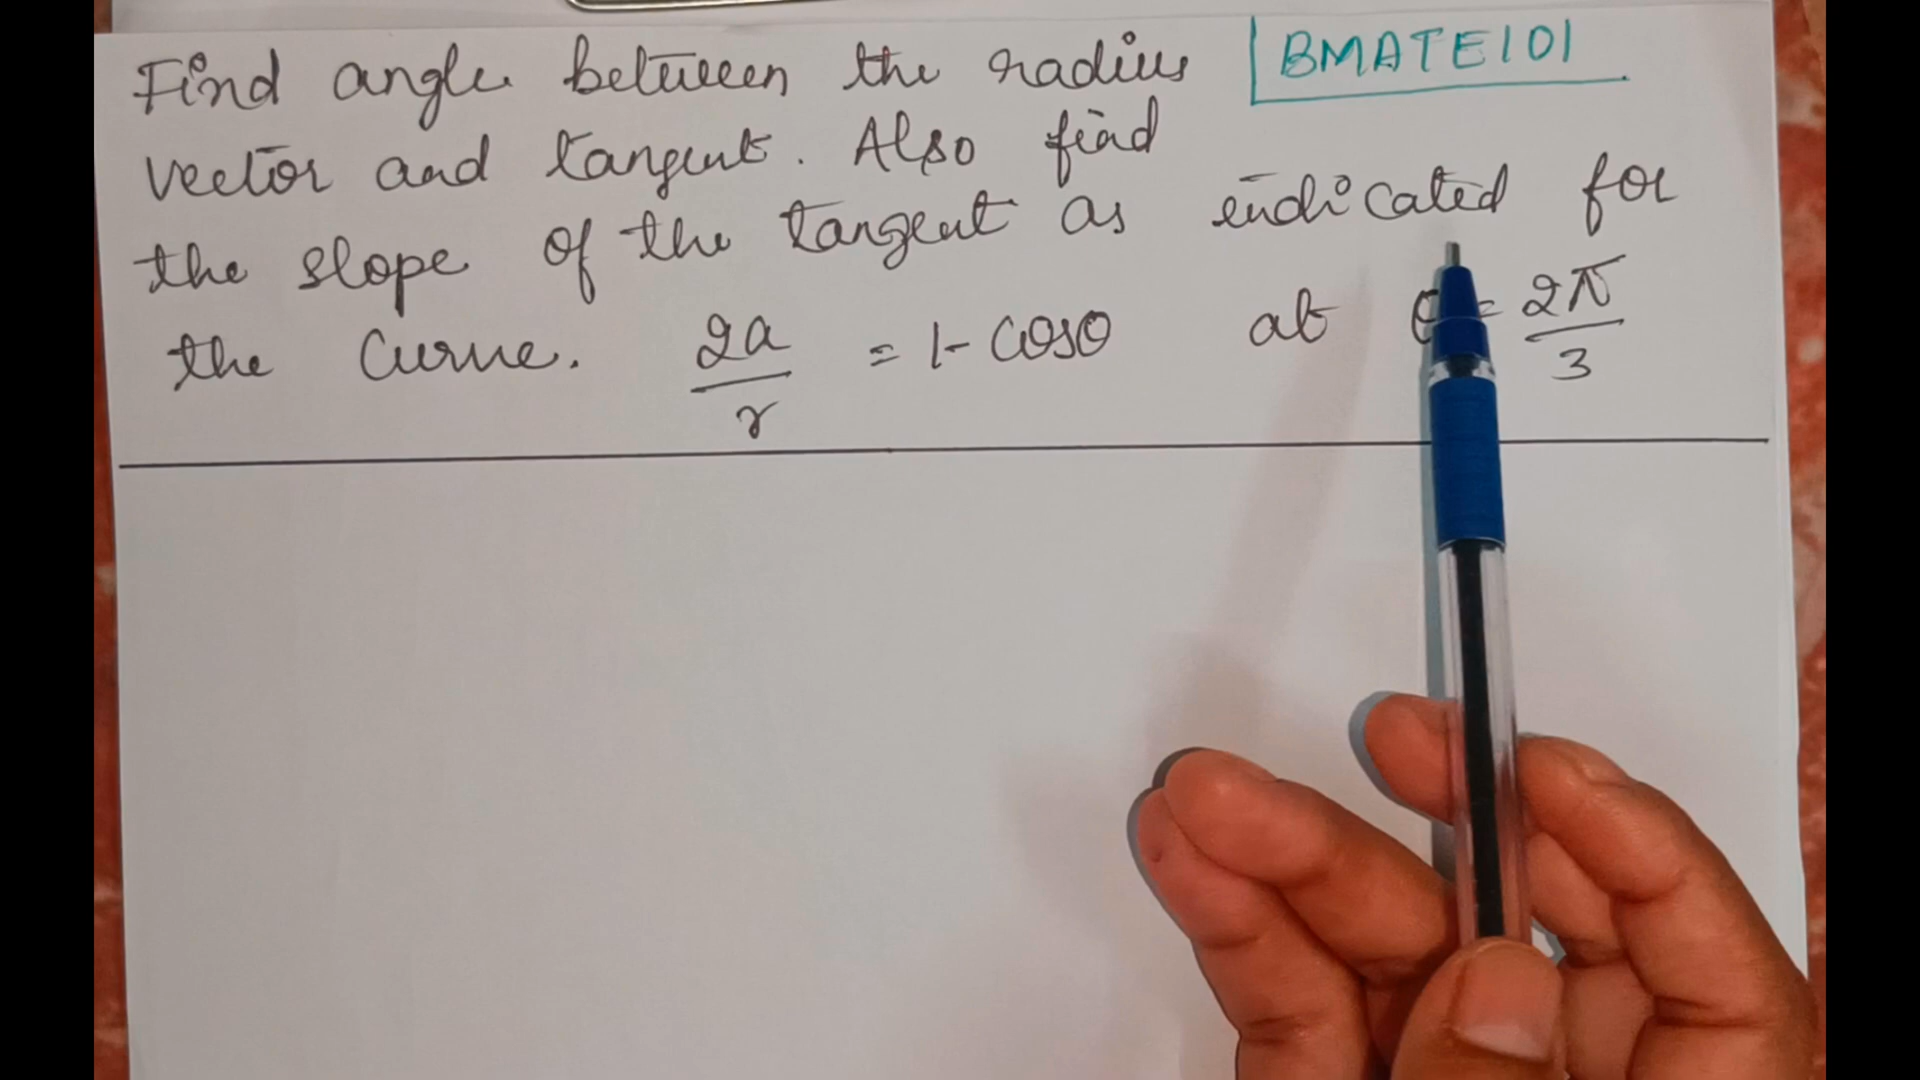 Find angle between the radius
BMATE101
vector and tangent. Also find
the slope of the tangent as indicated for
the Curve. 2a/r = 1- cosθ at θ = 2π/3